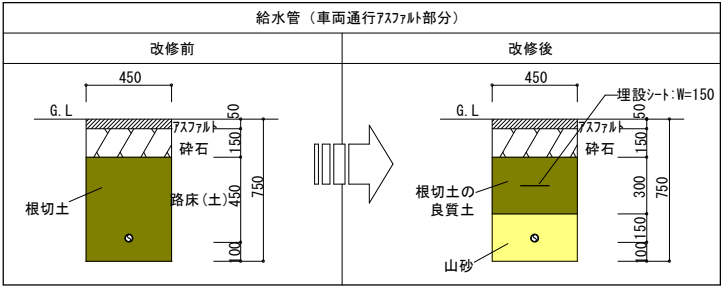 給水管（車両通行ｱｽﾌｧﾙﾄ部分）
改修前
改修後
450
G.L
50
ｱｽﾌｧﾙﾄ
150
砕石
根切土
路床(土)
450
750
100
450
埋設ｼｰﾄ:W=150
G.L
50
ｱｽﾌｧﾙﾄ
150
砕石
根切土の
良質土
300
750
150
山砂
100